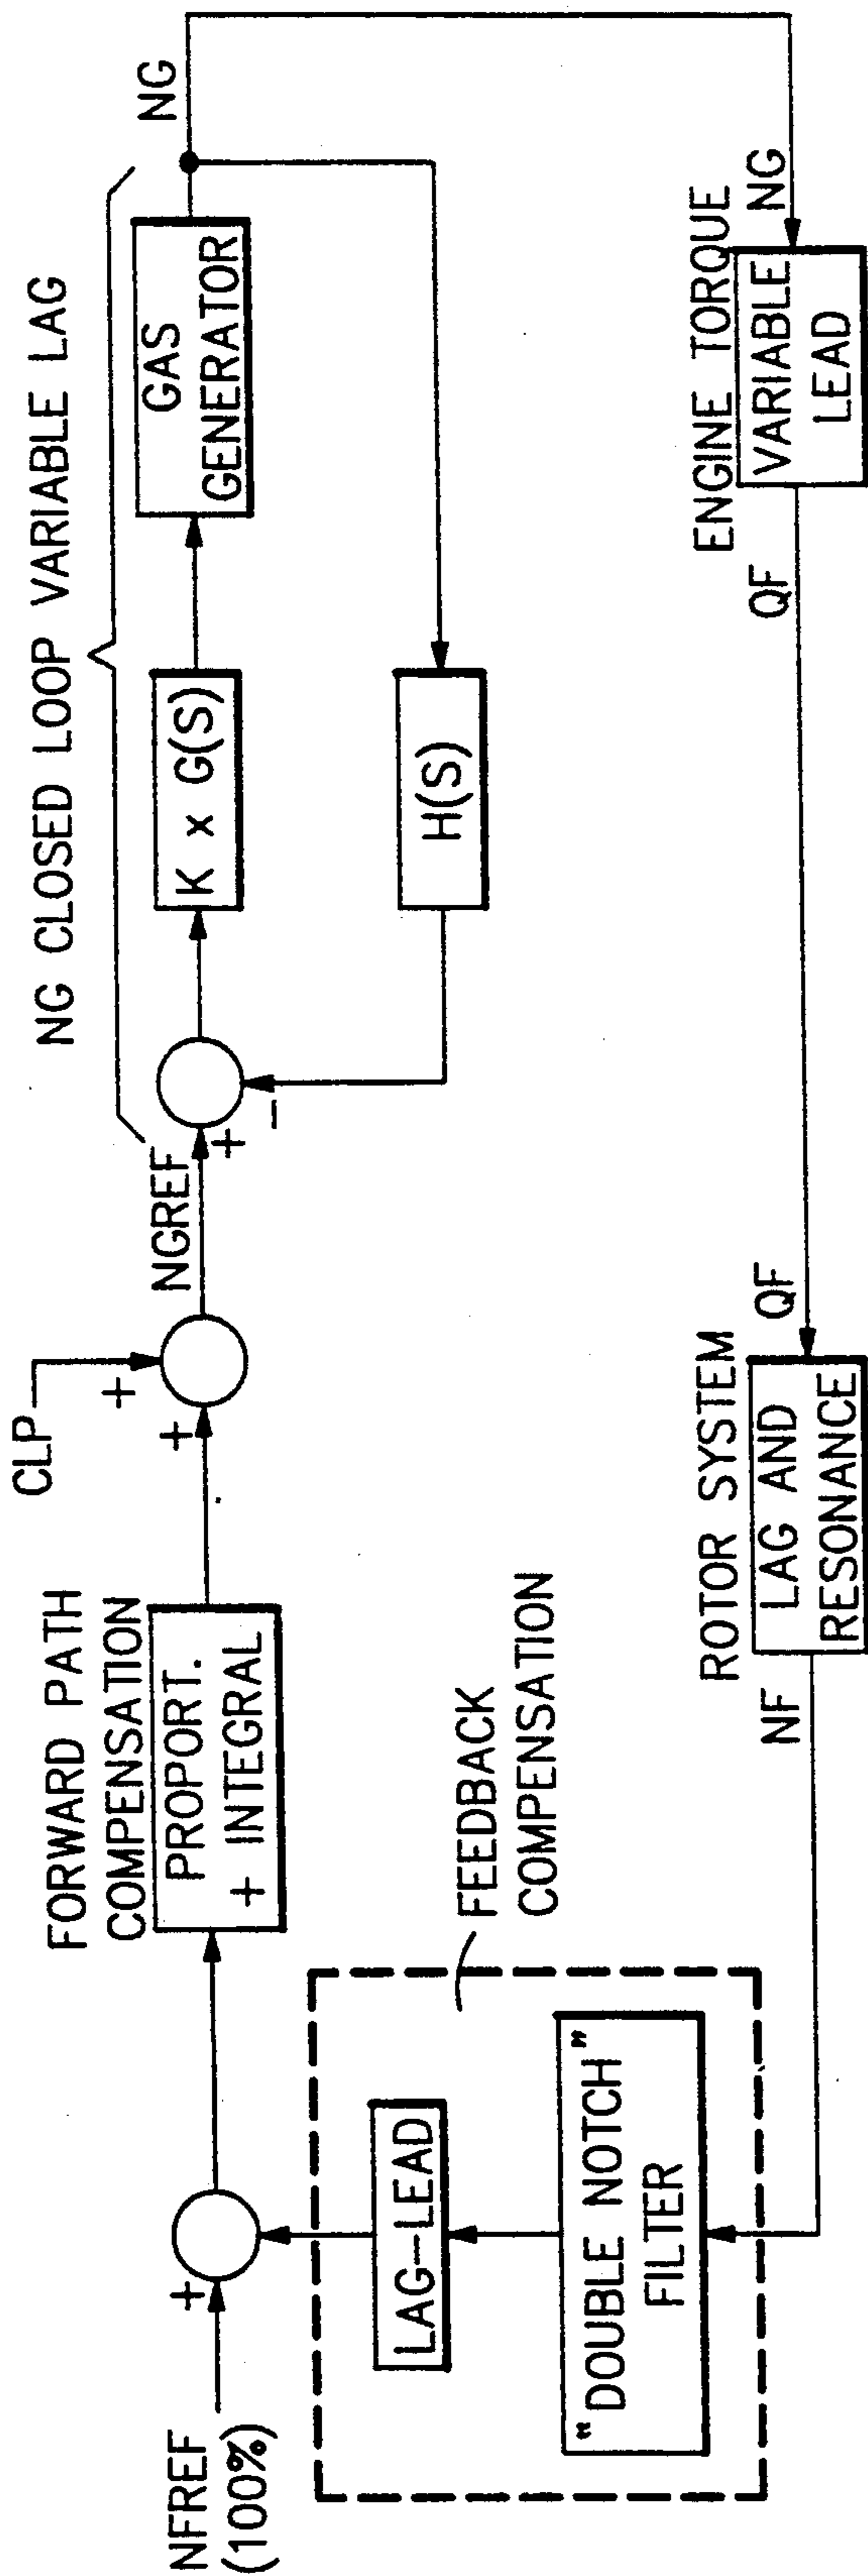 NG CLOSED LOOP VARIABLE LAG
CLP
FORWARD PATH
COMPENSATION
NFREF
(100%)
+
PROPORT.
+ INTEGRAL
+
+
NGREF
+
-
K x G(S)
GAS
GENERATOR
NG
H(S)
FEEDBACK
COMPENSATION
LAG-LEAD
"DOUBLE NOTCH"
FILTER
NF
ROTOR SYSTEM
LAG AND
RESONANCE
QF
QF
ENGINE TORQUE
VARIABLE
LEAD
NG